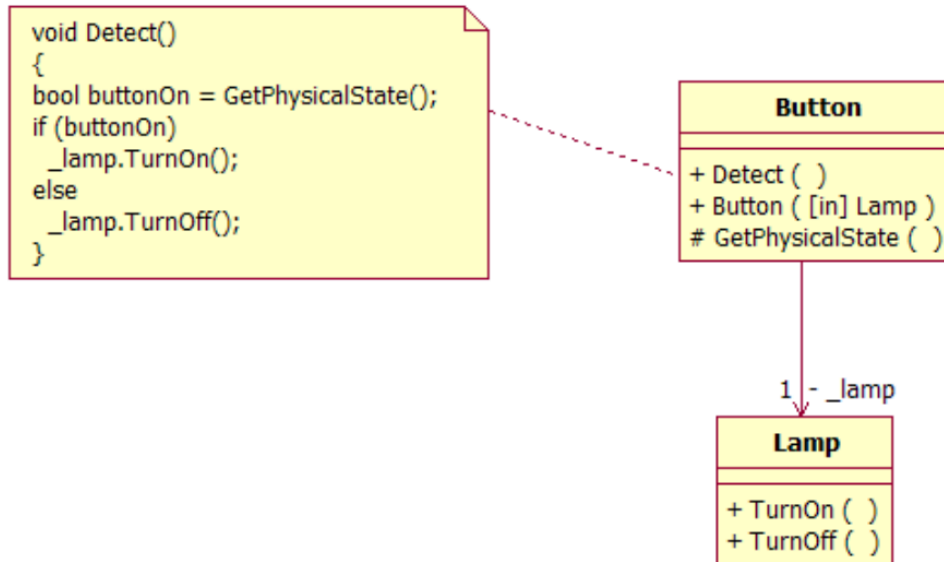 void Detect()
{
bool buttonOn = GetPhysicalState();
if (buttonOn)
_lamp.TurnOn();
else
_lamp.TurnOff();
}
Button
+ Detect ( )
+ Button ( [in] Lamp )
# GetPhysicalState ( )
1 - _lamp
Lamp
+ TurnOn ( )
+ TurnOff ( )